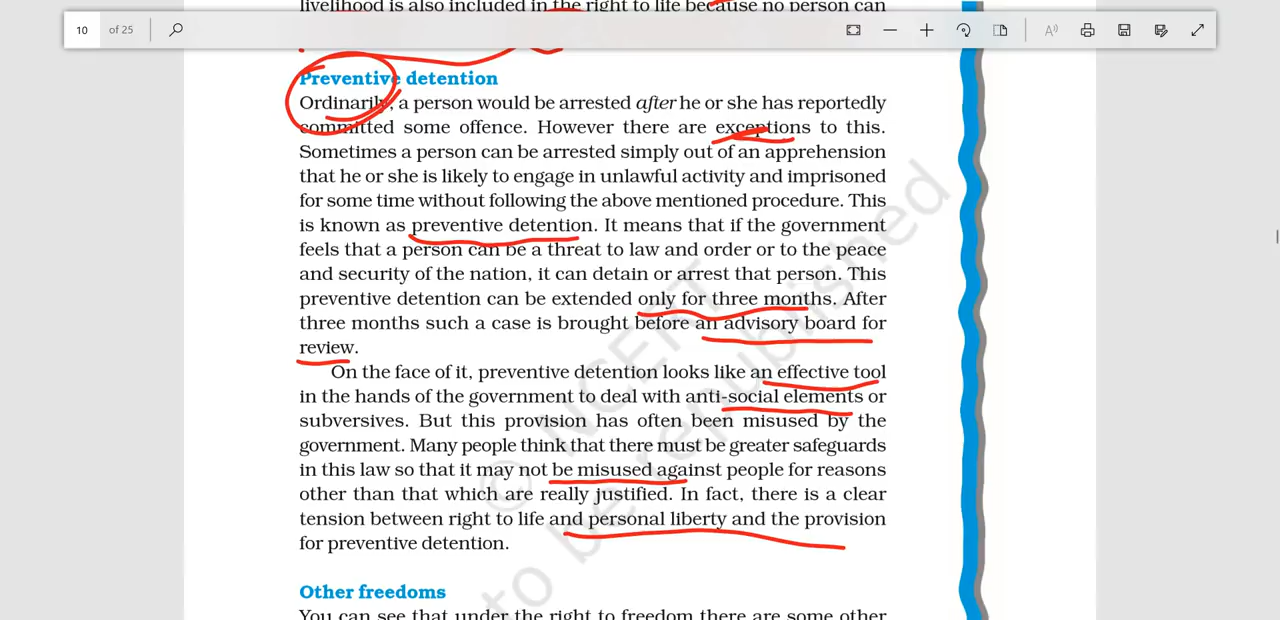 livelihood is also included in the right to life because no person can
10 of 25
Preventive detention
Ordinarily, a person would be arrested after he or she has reportedly
committed some offence. However there are exceptions to this.
Sometimes a person can be arrested simply out of an apprehension
that he or she is likely to engage in unlawful activity and imprisoned
for some time without following the above mentioned procedure. This
is known as preventive detention. It means that if the government
feels that a person can be a threat to law and order or to the peace
and security of the nation, it can detain or arrest that person. This
preventive detention can be extended only for three months. After
three months such a case is brought before an advisory board for
review.
On the face of it, preventive detention looks like an effective tool
in the hands of the government to deal with anti-social elements or
subversives. But this provision has often been misused by the
government. Many people think that there must be greater safeguards
in this law so that it may not be misused against people for reasons
other than that which are really justified. In fact, there is a clear
tension between right to life and personal liberty and the provision
for preventive detention.
Other freedoms
You can see that under the right to freedom there are some other
© NCERT
to be republished